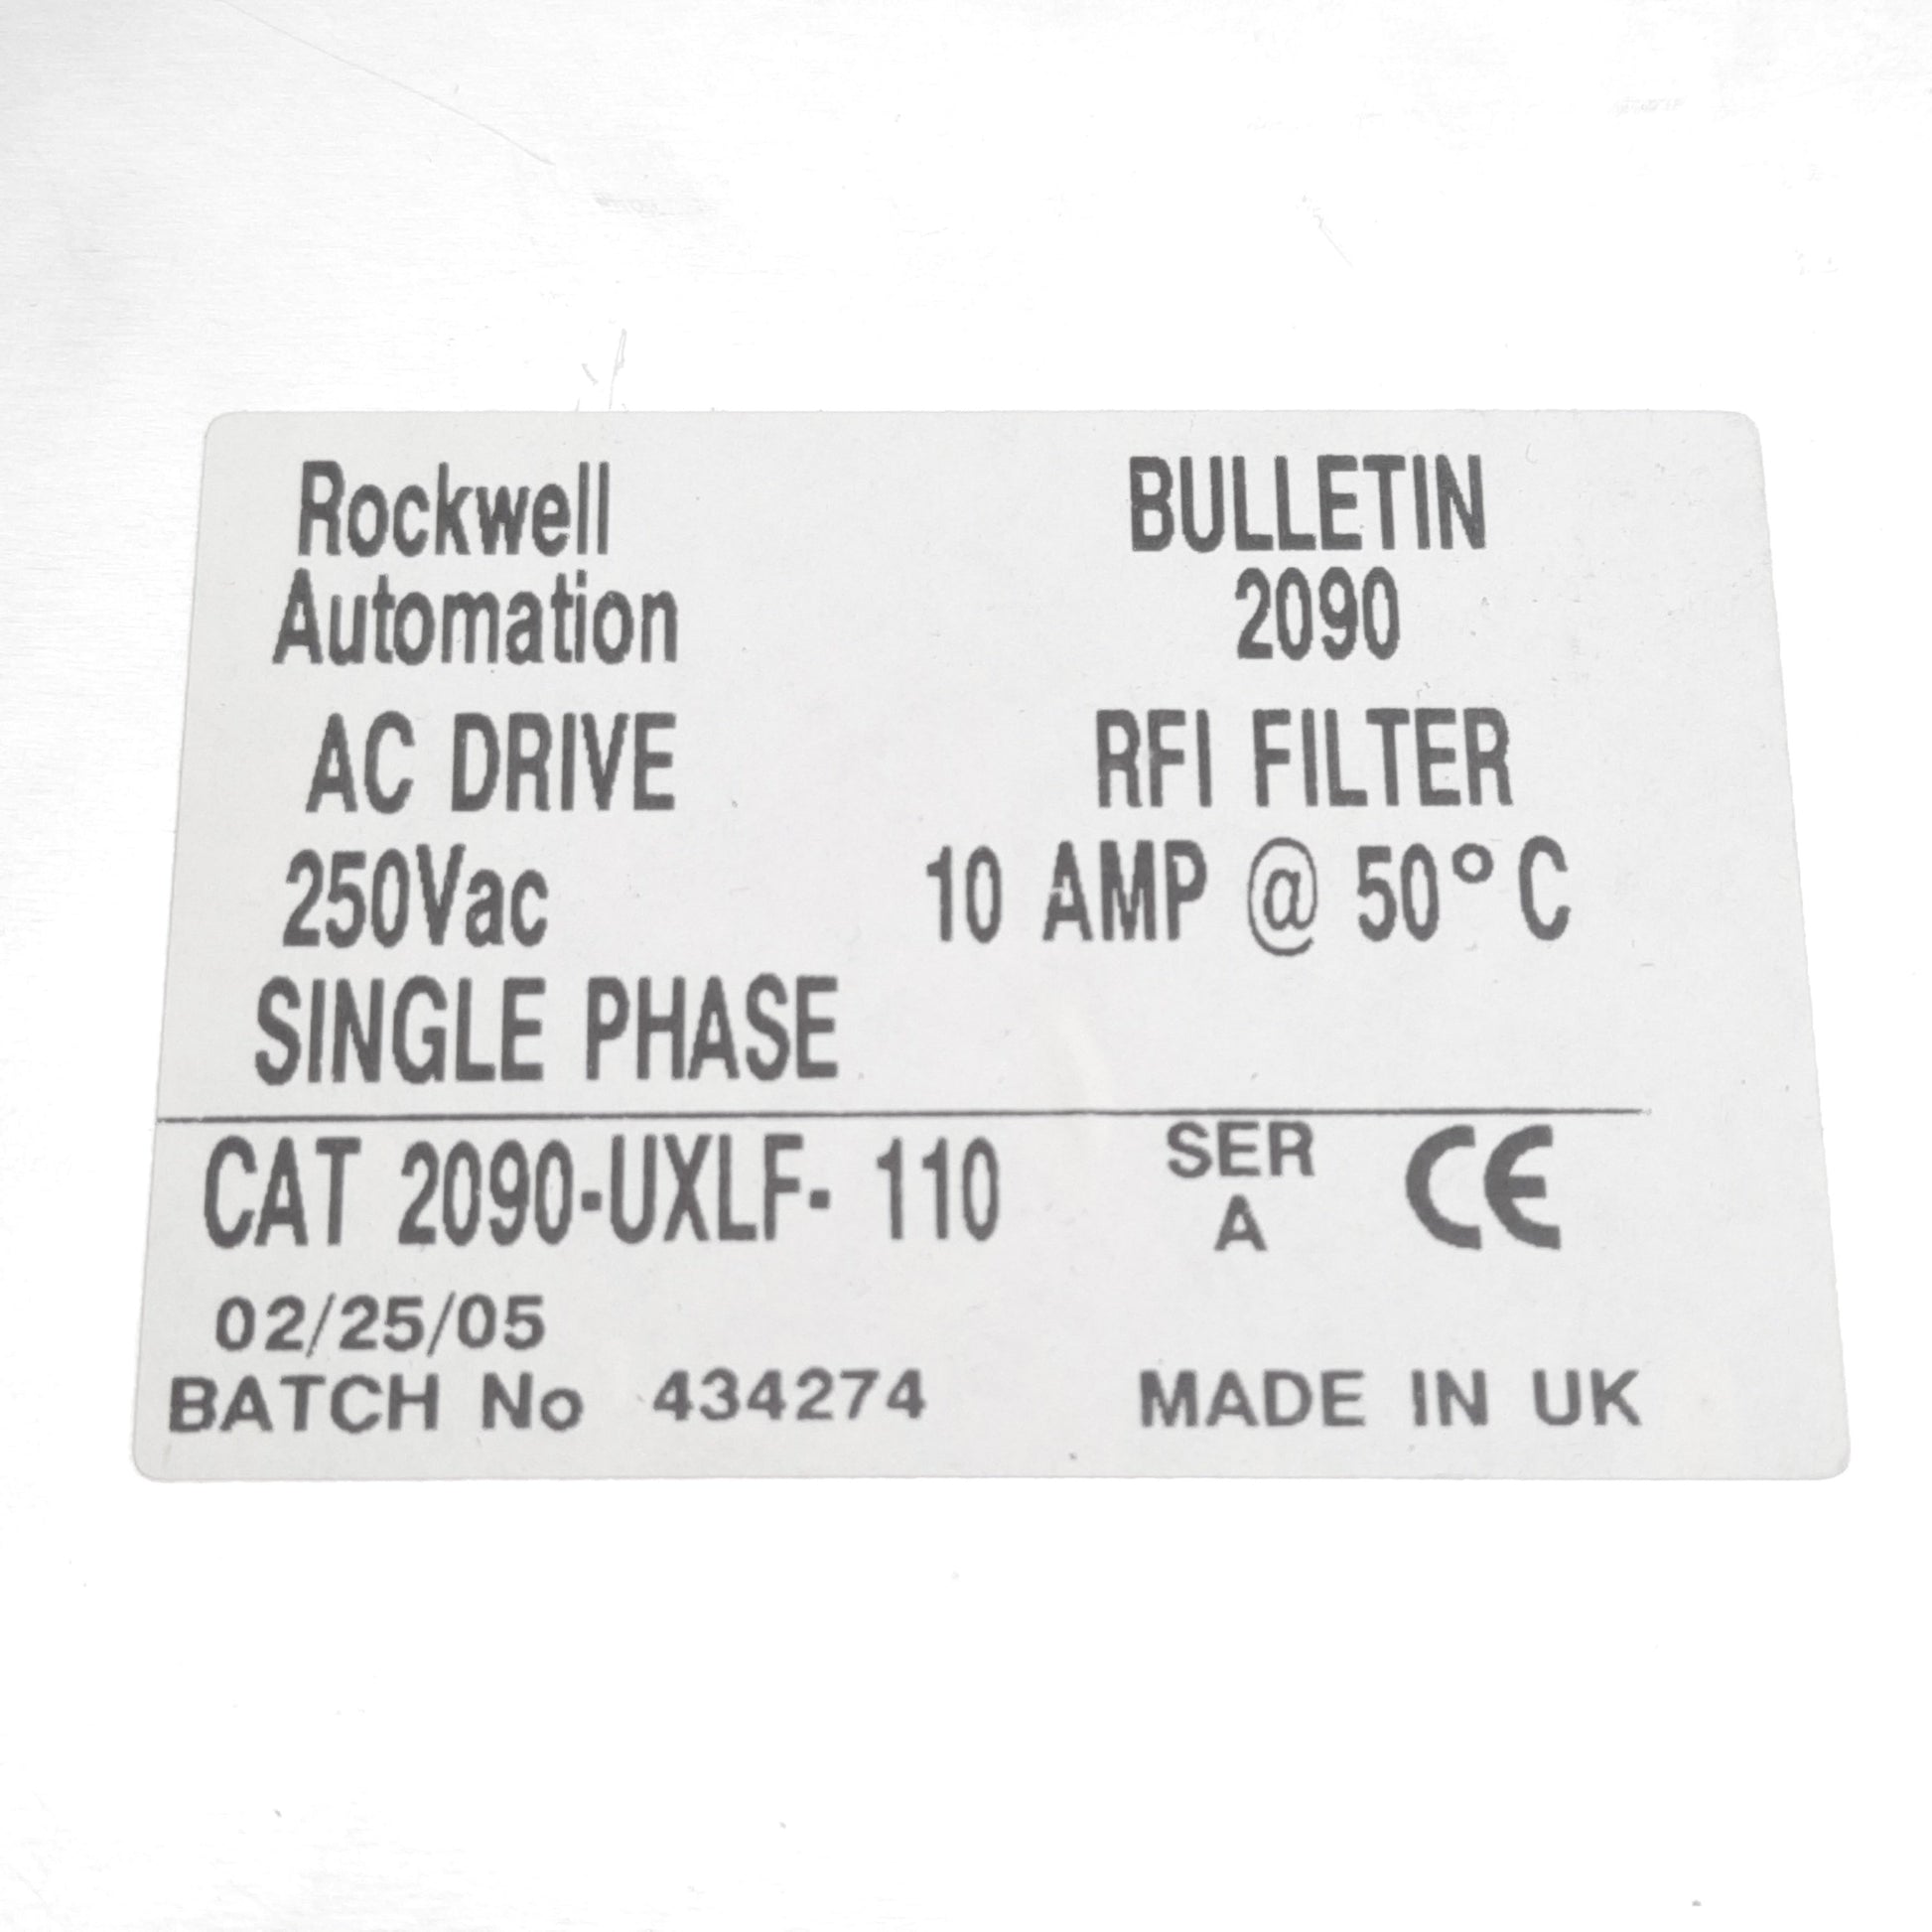 Rockwell BULLETIN
Automation 2090
AC DRIVE RFI FILTER
250Vac 10 AMP @ 50°C
SINGLE PHASE
CAT 2090-UXLF- 110 SER A CE
02/25/05
BATCH No 434274 MADE IN UK